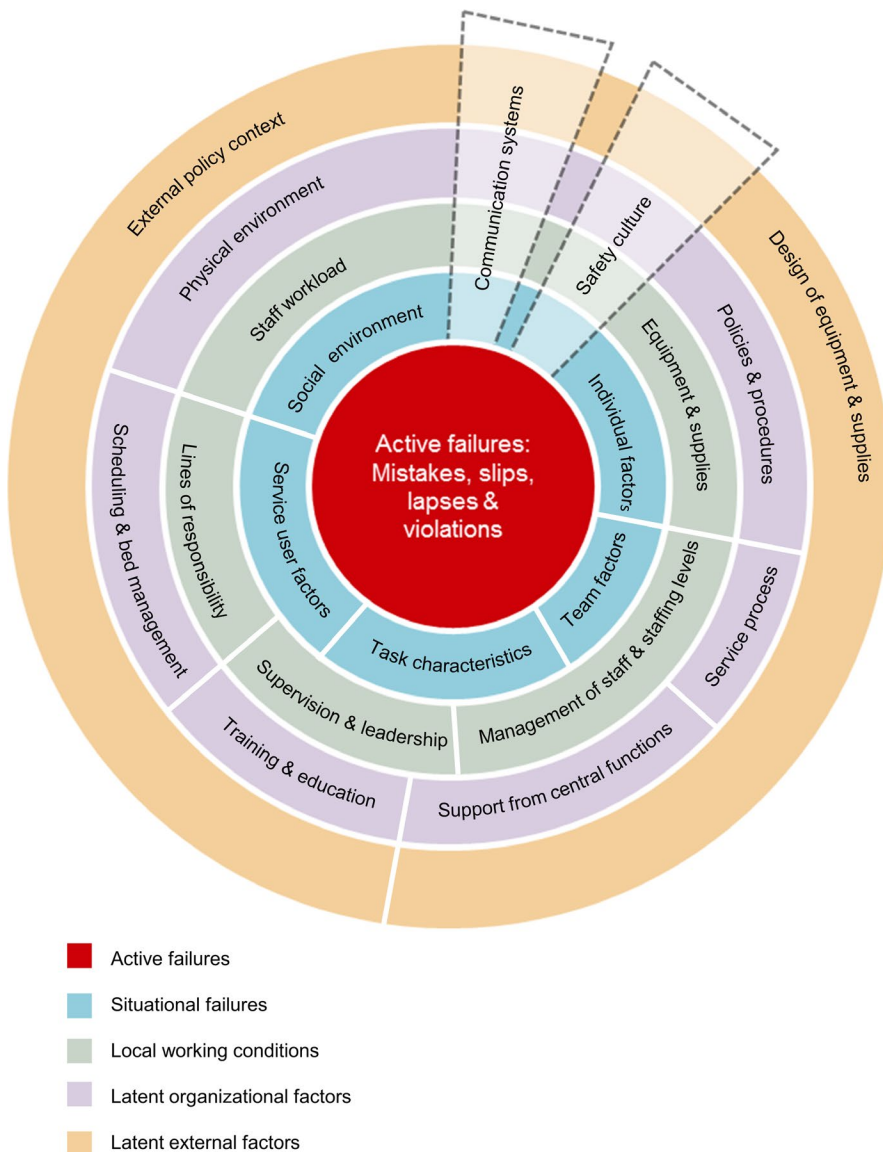 External policy context
Communication systems
Design of equipment & supplies
Physical environment
Safety culture
Policies & procedures
Staff workload
Equipment & supplies
Social environment
Individual factors
Active failures:
Mistakes, slips,
lapses &
violations
Scheduling & bed management
Lines of responsibility
Service user factors
Team factors
Task characteristics
Supervision & leadership
Management of staff & staffing levels
Service process
Training & education
Support from central functions
Active failures
Situational failures
Local working conditions
Latent organizational factors
Latent external factors